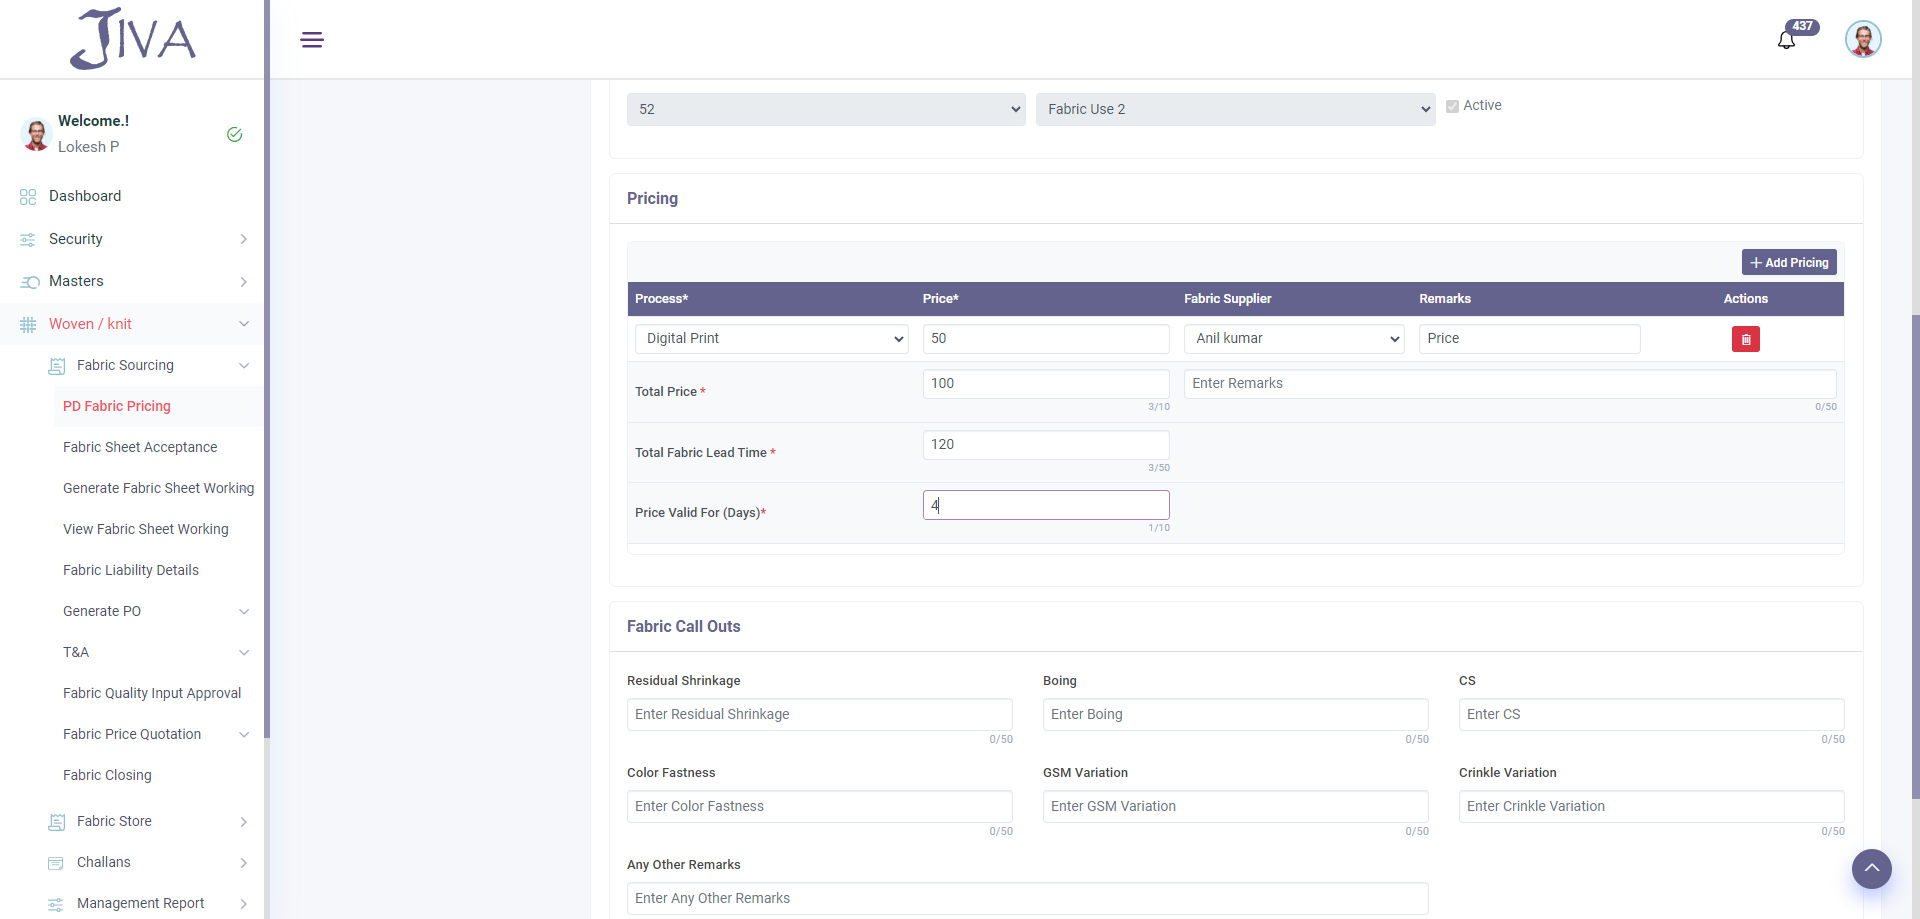 JIVA
437
Welcome.!
Lokesh P
Dashboard
Security
Masters
Woven / knit
Fabric Sourcing
PD Fabric Pricing
Fabric Sheet Acceptance
Generate Fabric Sheet Working
View Fabric Sheet Working
Fabric Liability Details
Generate PO
T&A
Fabric Quality Input Approval
Fabric Price Quotation
Fabric Closing
Fabric Store
Challans
Management Report
52 Fabric Use 2 Active
Pricing
+ Add Pricing
Process* Price* Fabric Supplier Remarks Actions
Digital Print 50 Anil kumar Price
Total Price * 100 Enter Remarks
3/10 0/50
Total Fabric Lead Time * 120
3/50
Price Valid For (Days)* 4
1/10
Fabric Call Outs
Residual Shrinkage Boing CS
Enter Residual Shrinkage Enter Boing Enter CS
0/50 0/50 0/50
Color Fastness GSM Variation Crinkle Variation
Enter Color Fastness Enter GSM Variation Enter Crinkle Variation
0/50 0/50 0/50
Any Other Remarks
Enter Any Other Remarks